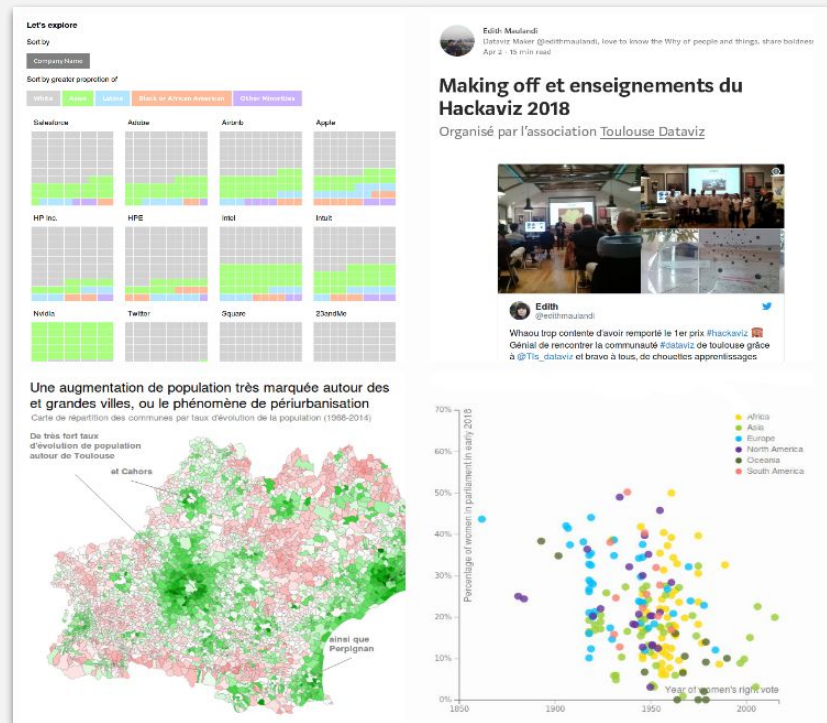 Let's explore
Sort by
Company Name
Sort by greater proprotion of
White Asian Latino Black or African American Other Minorities
Salesforce Adobe Airbnb Apple
HP Inc. HPE Intel Intuit
Nvidia Twitter Square 23andMe
Edith Maulandi
Dataviz Maker @edithmaulandi, love to know the Why of people and things, share boldness
Apr 2 · 15 min read
Making off et enseignements du
Hackaviz 2018
Organisé par l'association Toulouse Dataviz
Edith
@edithmaulandi
Whaou trop contente d'avoir remporté le 1er prix #hackaviz
Génial de rencontrer la communauté #dataviz de toulouse grâce
à @Tls_dataviz et bravo à tous, de chouettes apprentissages
Une augmentation de population très marquée autour des
et grandes villes, ou le phénomène de périurbanisation
Carte de répartition des communes par taux d'évolution de la population (1968-2014)
De très fort taux
d'évolution de population
autour de Toulouse
et Cahors
ainsi que
Perpignan
Percentage of women in parliament in early 2018
70%
60%
50%
40%
30%
20%
10%
0%
Africa
Asia
Europe
North America
Oceania
South America
Year of women's right vote
1850 1900 1950 2000